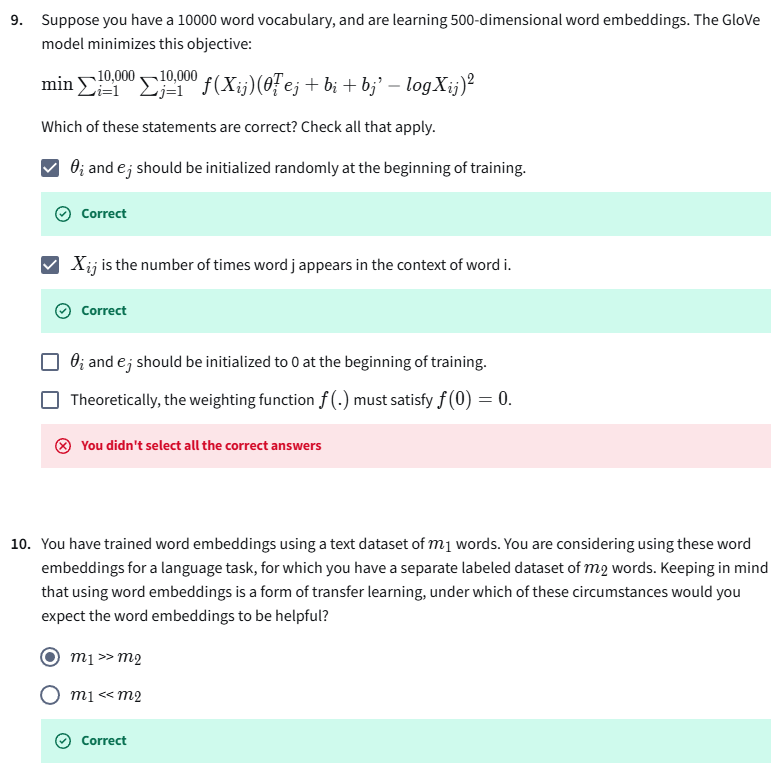 9. Suppose you have a 10000 word vocabulary, and are learning 500-dimensional word embeddings. The GloVe
model minimizes this objective:
min ∑_{i=1}^{10,000} ∑_{j=1}^{10,000} f(X_{ij})(θ_i^T e_j + b_i + b_j' − logX_{ij})^2
Which of these statements are correct? Check all that apply.
θ_i and e_j should be initialized randomly at the beginning of training.
Correct
X_{ij} is the number of times word j appears in the context of word i.
Correct
θ_i and e_j should be initialized to 0 at the beginning of training.
Theoretically, the weighting function f(.) must satisfy f(0) = 0.
You didn't select all the correct answers
10. You have trained word embeddings using a text dataset of m_1 words. You are considering using these word
embeddings for a language task, for which you have a separate labeled dataset of m_2 words. Keeping in mind
that using word embeddings is a form of transfer learning, under which of these circumstances would you
expect the word embeddings to be helpful?
m_1 >> m_2
m_1 << m_2
Correct